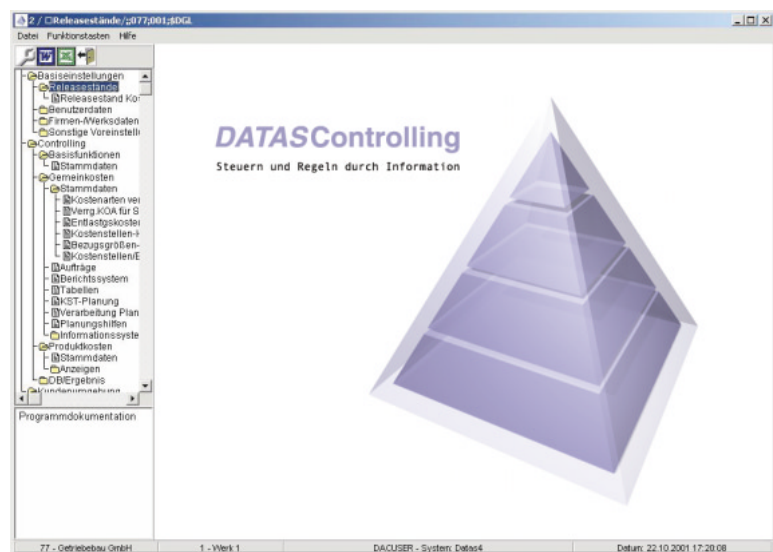 2 / □Releasestände/;;077;001;$DGL
Datei Funktionstasten Hilfe
Basiseinstellungen
Releasestände
Releasestand Ko
Benutzerdaten
Firmen-/Werksdaten
Sonstige Voreinstell
Controlling
Basisfunktionen
Stammdaten
Gemeinkosten
Stammdaten
Kostenarten ver
Verrg.KOA für S
Entlastgskoster
Kostenstellen-H
Bezugsgrößen-
Kostenstellen/E
Aufträge
Berichtssystem
Tabellen
KST-Planung
Verarbeitung Plan
Planungshilfen
Informationssyste
Produktkosten
Stammdaten
Anzeigen
DB/Ergebnis
Kundenumgebung
Programmdokumentation
DATASControlling
Steuern und Regeln durch Information
77 - Getriebebau GmbH 1 - Werk 1 DACUSER - System: Datas4 Datum: 22.10.2001 17:20:08